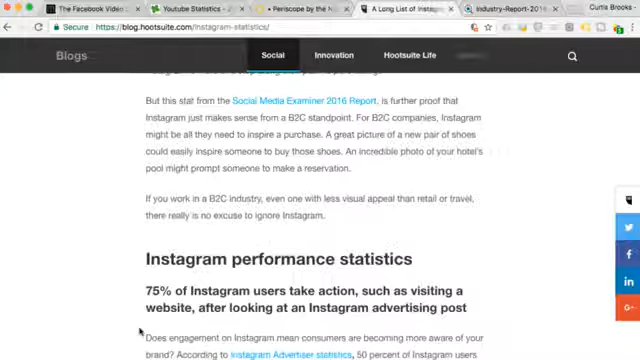 The Facebook Video
Youtube Statistics -
Periscope by the N
A Long List of Instag
Industry-Report-2016
Curtis Brooks
Secure https://blog.hootsuite.com/instagram-statistics/
Blogs Social Innovation Hootsuite Life
But this stat from the Social Media Examiner 2016 Report, is further proof that
Instagram just makes sense from a B2C standpoint. For B2C companies, Instagram
might be all they need to inspire a purchase. A great picture of a new pair of shoes
could easily inspire someone to buy those shoes. An incredible photo of your hotel's
pool might prompt someone to make a reservation.
If you work in a B2C industry, even one with less visual appeal than retail or travel,
there really is no excuse to ignore Instagram.
Instagram performance statistics
75% of Instagram users take action, such as visiting a
website, after looking at an Instagram advertising post
Does engagement on Instagram mean consumers are becoming more aware of your
brand? According to Instagram Advertiser statistics, 50 percent of Instagram users